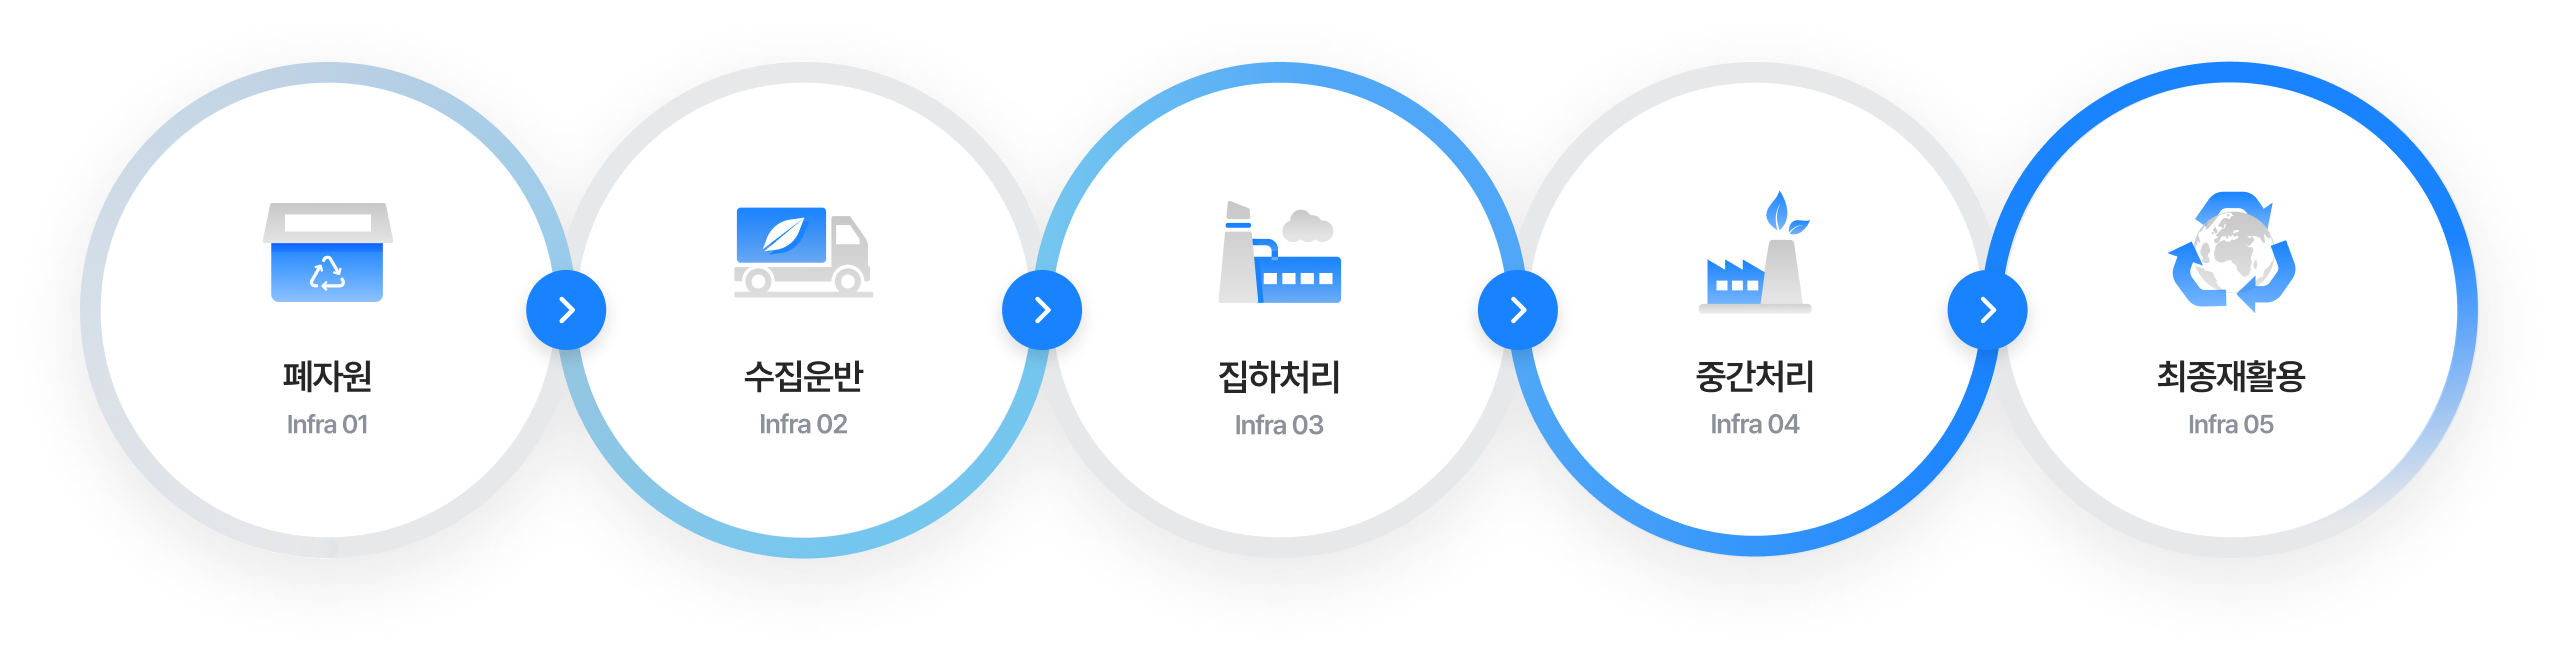 폐자원
Infra 01
수집운반
Infra 02
집하처리
Infra 03
중간처리
Infra 04
최종재활용
Infra 05